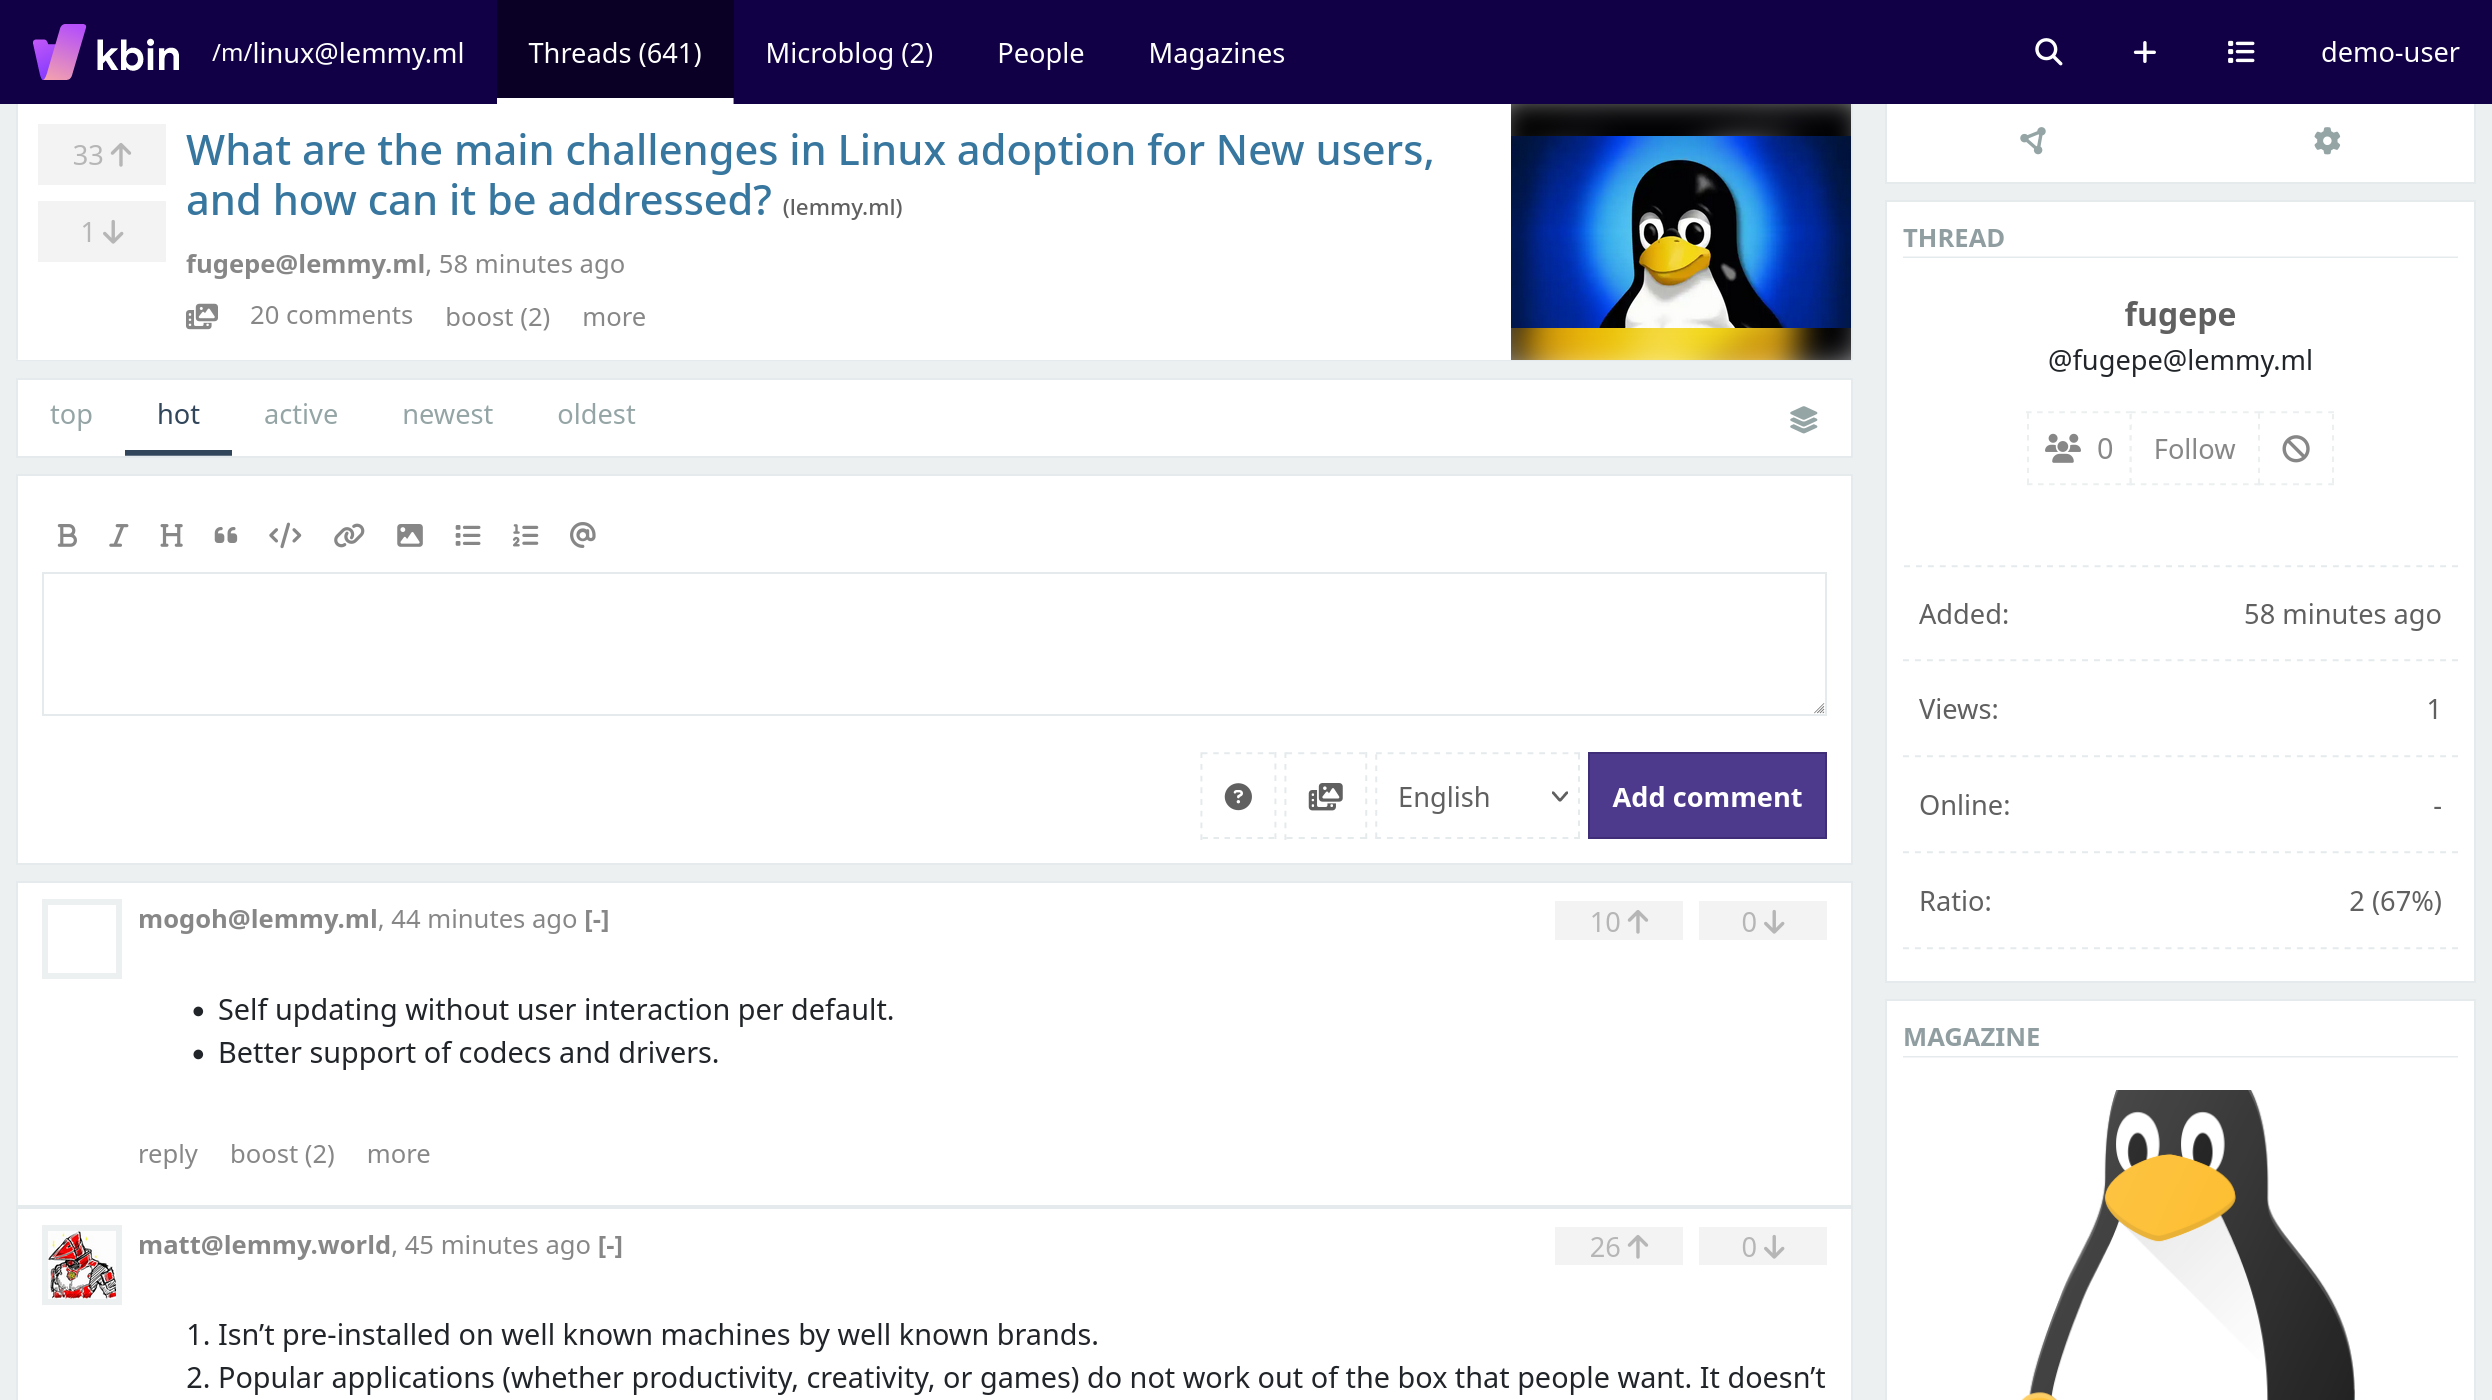 kbin /m/linux@lemmy.ml Threads (641) Microblog (2) People Magazines demo-user
33
1
What are the main challenges in Linux adoption for New users,
and how can it be addressed? (lemmy.ml)
fugepe@lemmy.ml, 58 minutes ago
20 comments boost (2) more
top hot active newest oldest
English Add comment
mogoh@lemmy.ml, 44 minutes ago [-] 10 0
• Self updating without user interaction per default.
• Better support of codecs and drivers.
reply boost (2) more
matt@lemmy.world, 45 minutes ago [-] 26 0
1. Isn’t pre-installed on well known machines by well known brands.
2. Popular applications (whether productivity, creativity, or games) do not work out of the box that people want. It doesn’t
THREAD
fugepe
@fugepe@lemmy.ml
0 Follow
Added: 58 minutes ago
Views: 1
Online: -
Ratio: 2 (67%)
MAGAZINE